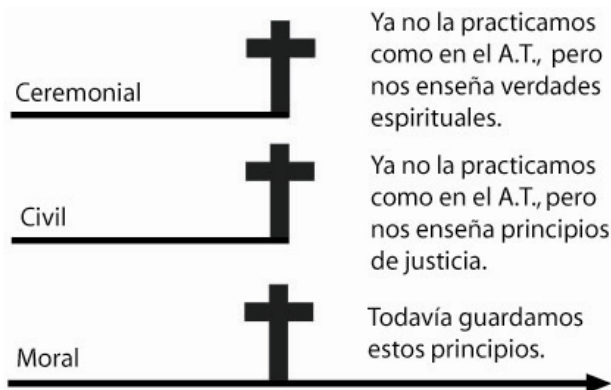 Ceremonial
Ya no la practicamos
como en el A.T., pero
nos enseña verdades
espirituales.
Civil
Ya no la practicamos
como en el A.T., pero
nos enseña principios
de justicia.
Moral
Todavía guardamos
estos principios.